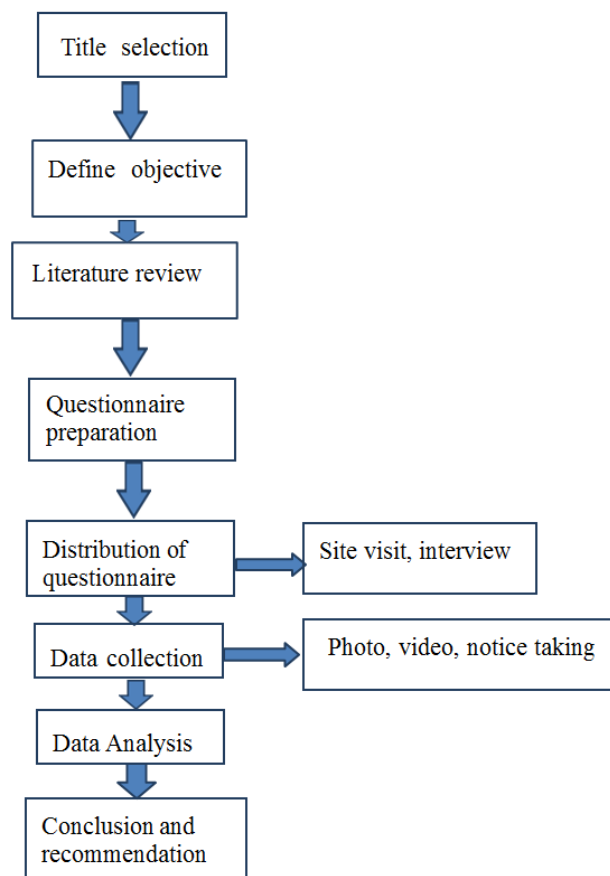 Title selection
Define objective
Literature review
Questionnaire
preparation
Distribution of
questionnaire
Site visit, interview
Data collection
Photo, video, notice taking
Data Analysis
Conclusion and
recommendation